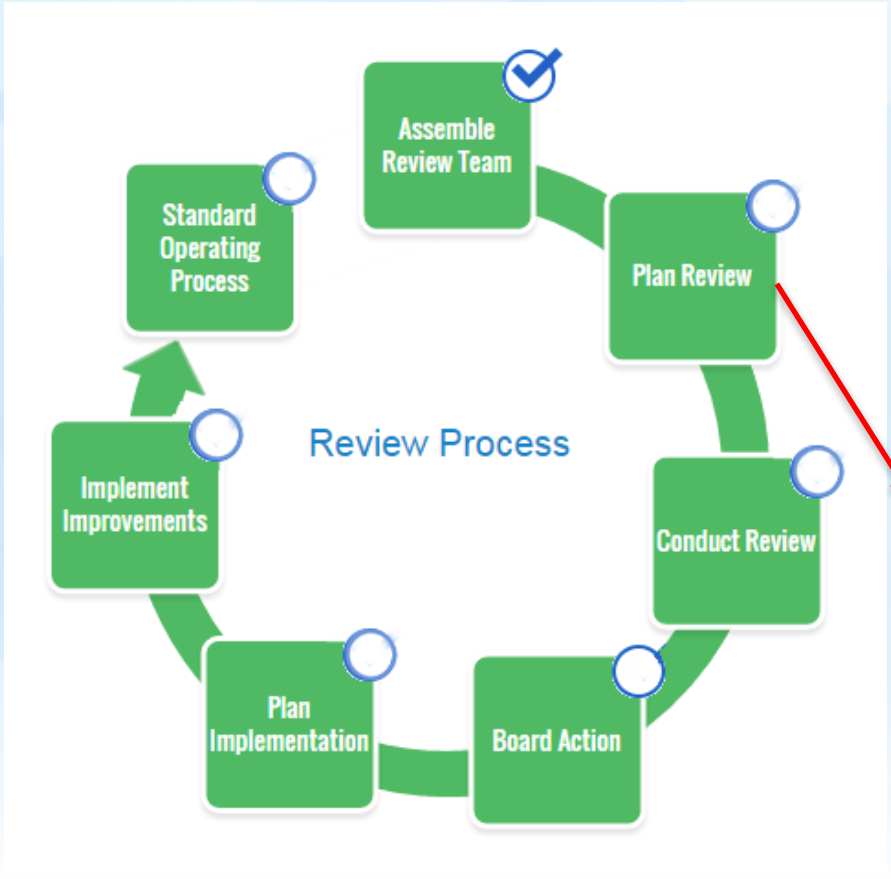 Assemble
Review Team
Plan Review
Conduct Review
Board Action
Plan
Implementation
Implement
Improvements
Standard
Operating
Process
Review Process